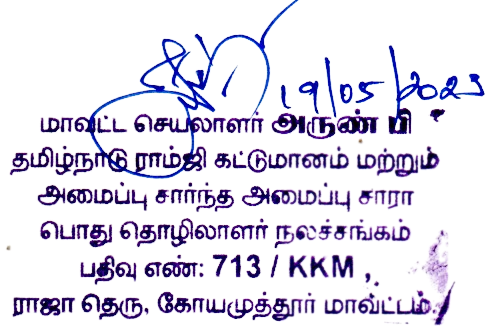 19/05/2023
மாவட்ட செயலாளர் அருண் பி
தமிழ்நாடு ராம்ஜி கட்டுமானம் மற்றும்
அமைப்பு சார்ந்த அமைப்பு சாரா
பொது தொழிலாளர் நலச்சங்கம்
பதிவு எண்: 713 / KKM ,
ராஜா தெரு, கோயமுத்தூர் மாவட்டம்.